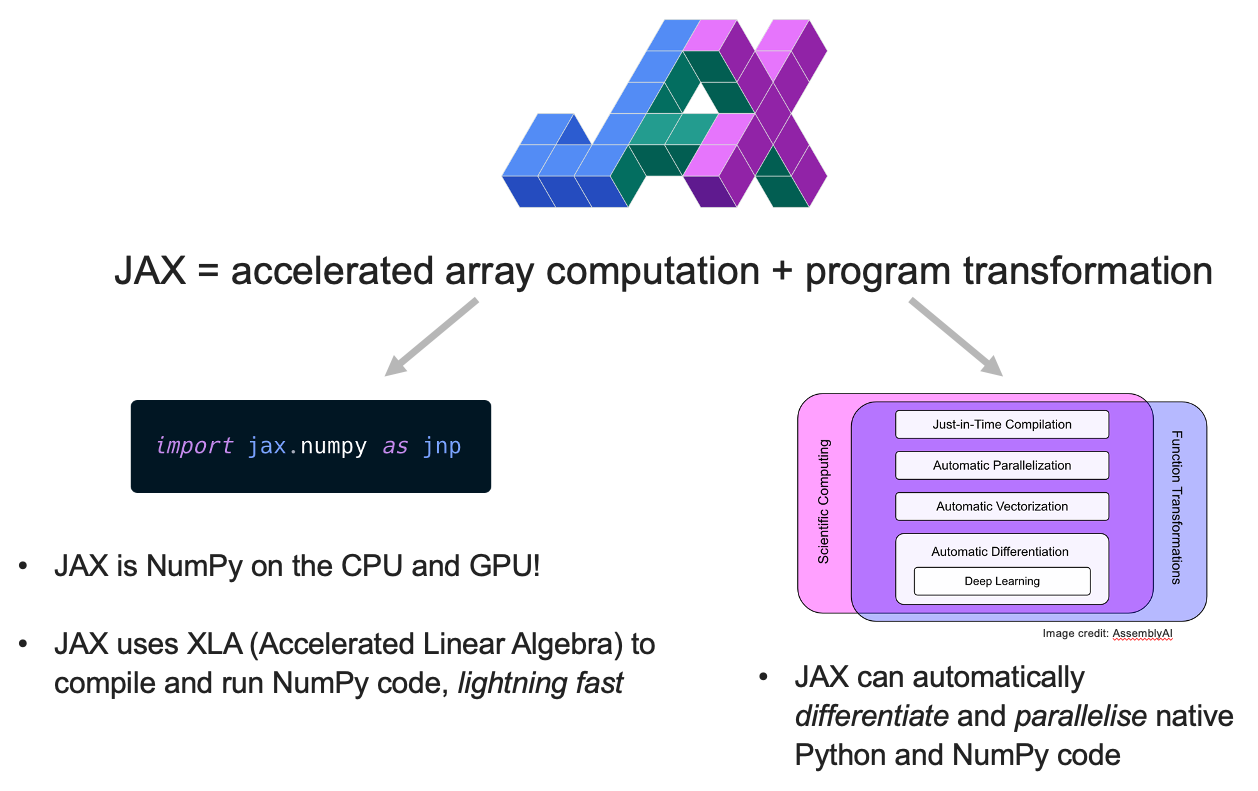 JAX
JAX = accelerated array computation + program transformation
import jax.numpy as jnp
• JAX is NumPy on the CPU and GPU!
• JAX uses XLA (Accelerated Linear Algebra) to
compile and run NumPy code, lightning fast
Scientific Computing
Just-in-Time Compilation
Automatic Parallelization
Automatic Vectorization
Automatic Differentiation
Deep Learning
Function Transformations
Image credit: AssemblyAI
• JAX can automatically
differentiate and parallelise native
Python and NumPy code